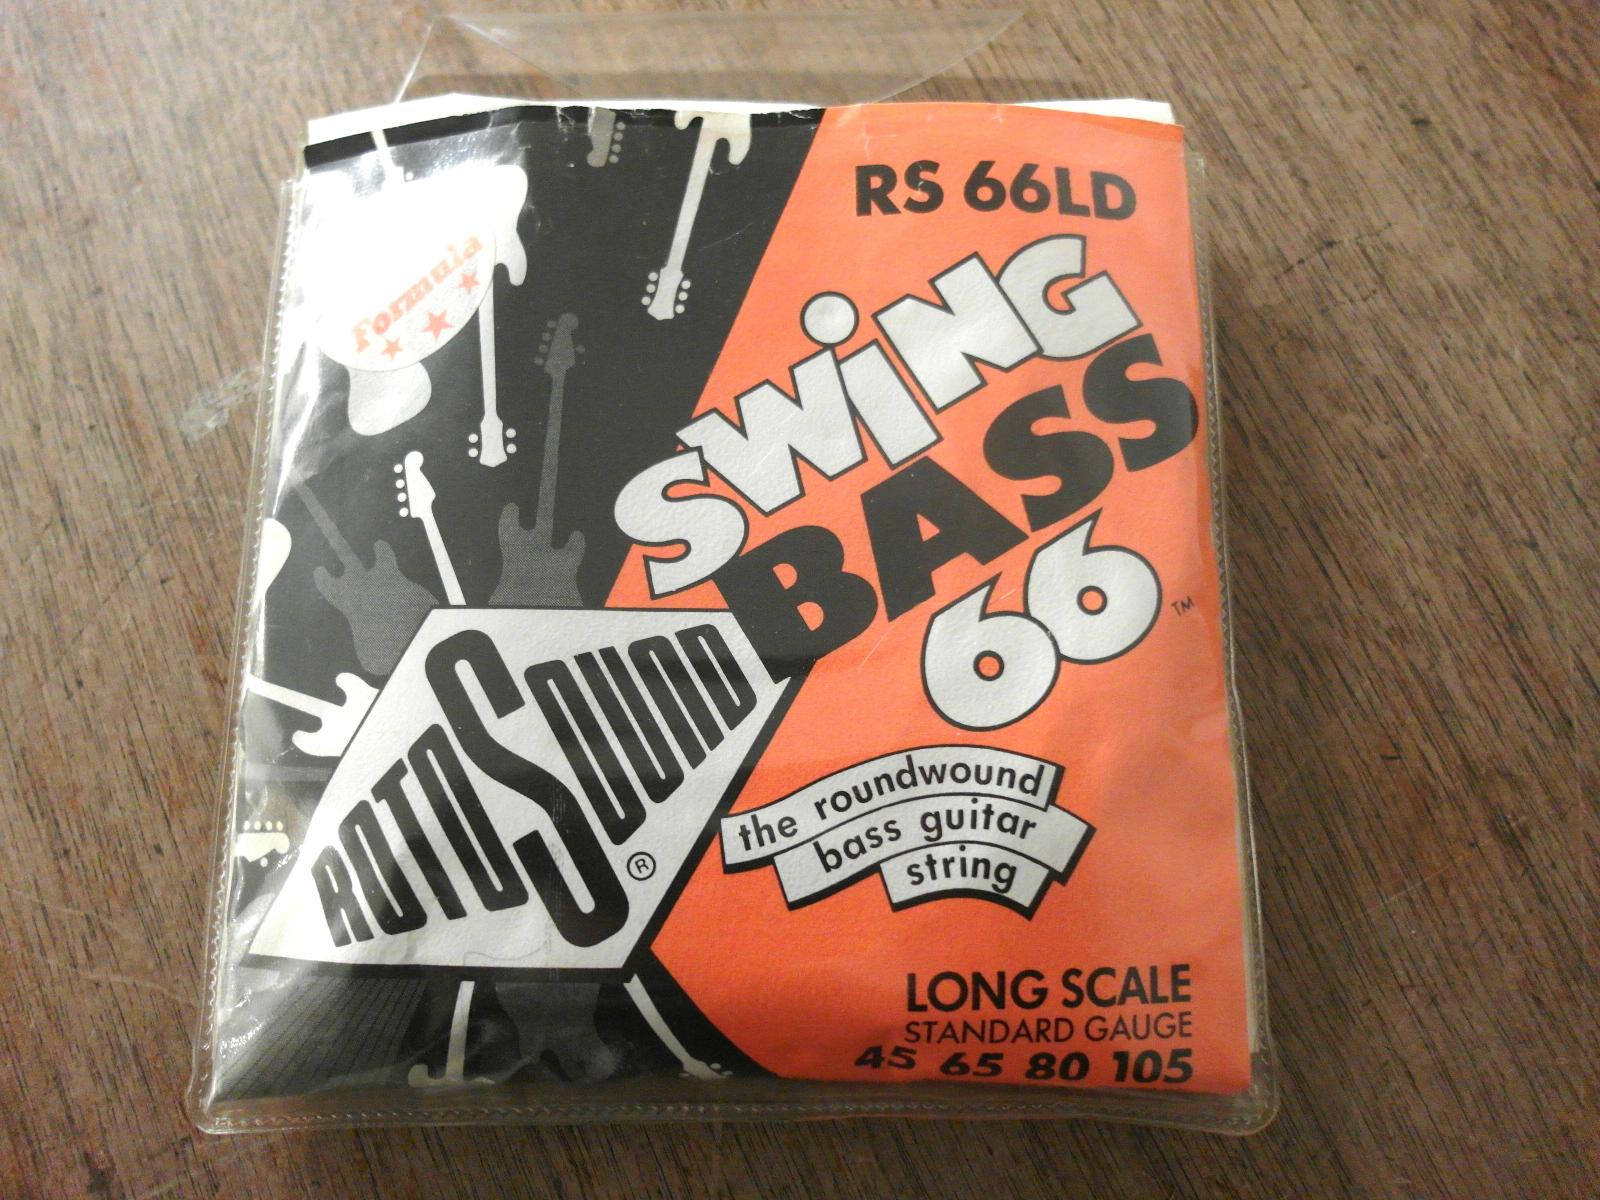 RS 66LD
Formula
SWiNG
BASS
66
TM
ROTOSOUND
®
the roundwound
bass guitar
string
LONG SCALE
STANDARD GAUGE
45 65 80 105